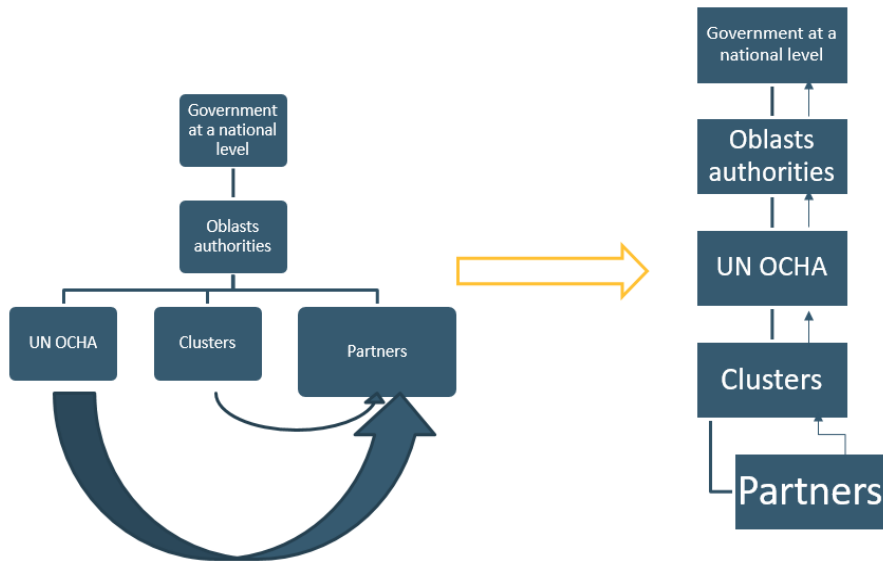 Government
at a national
level
Oblasts
authorities
UN OCHA
Clusters
Partners
Government at a
national level
Oblasts
authorities
UN OCHA
Clusters
Partners